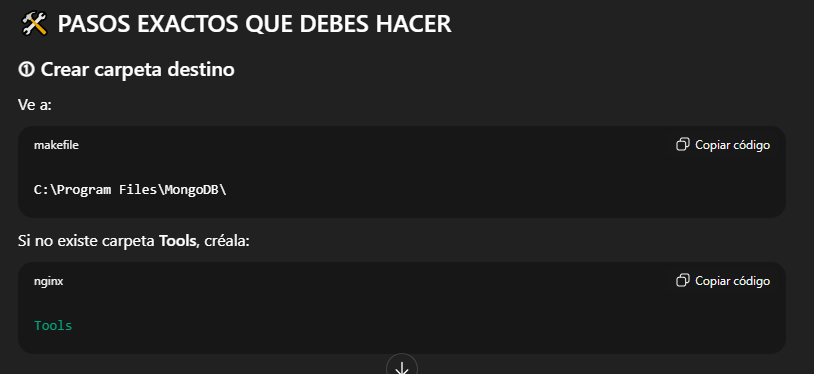 🛠 PASOS EXACTOS QUE DEBES HACER
① Crear carpeta destino
Ve a:
makefile
Copiar código
C:\Program Files\MongoDB\
Si no existe carpeta Tools, créala:
nginx
Copiar código
Tools